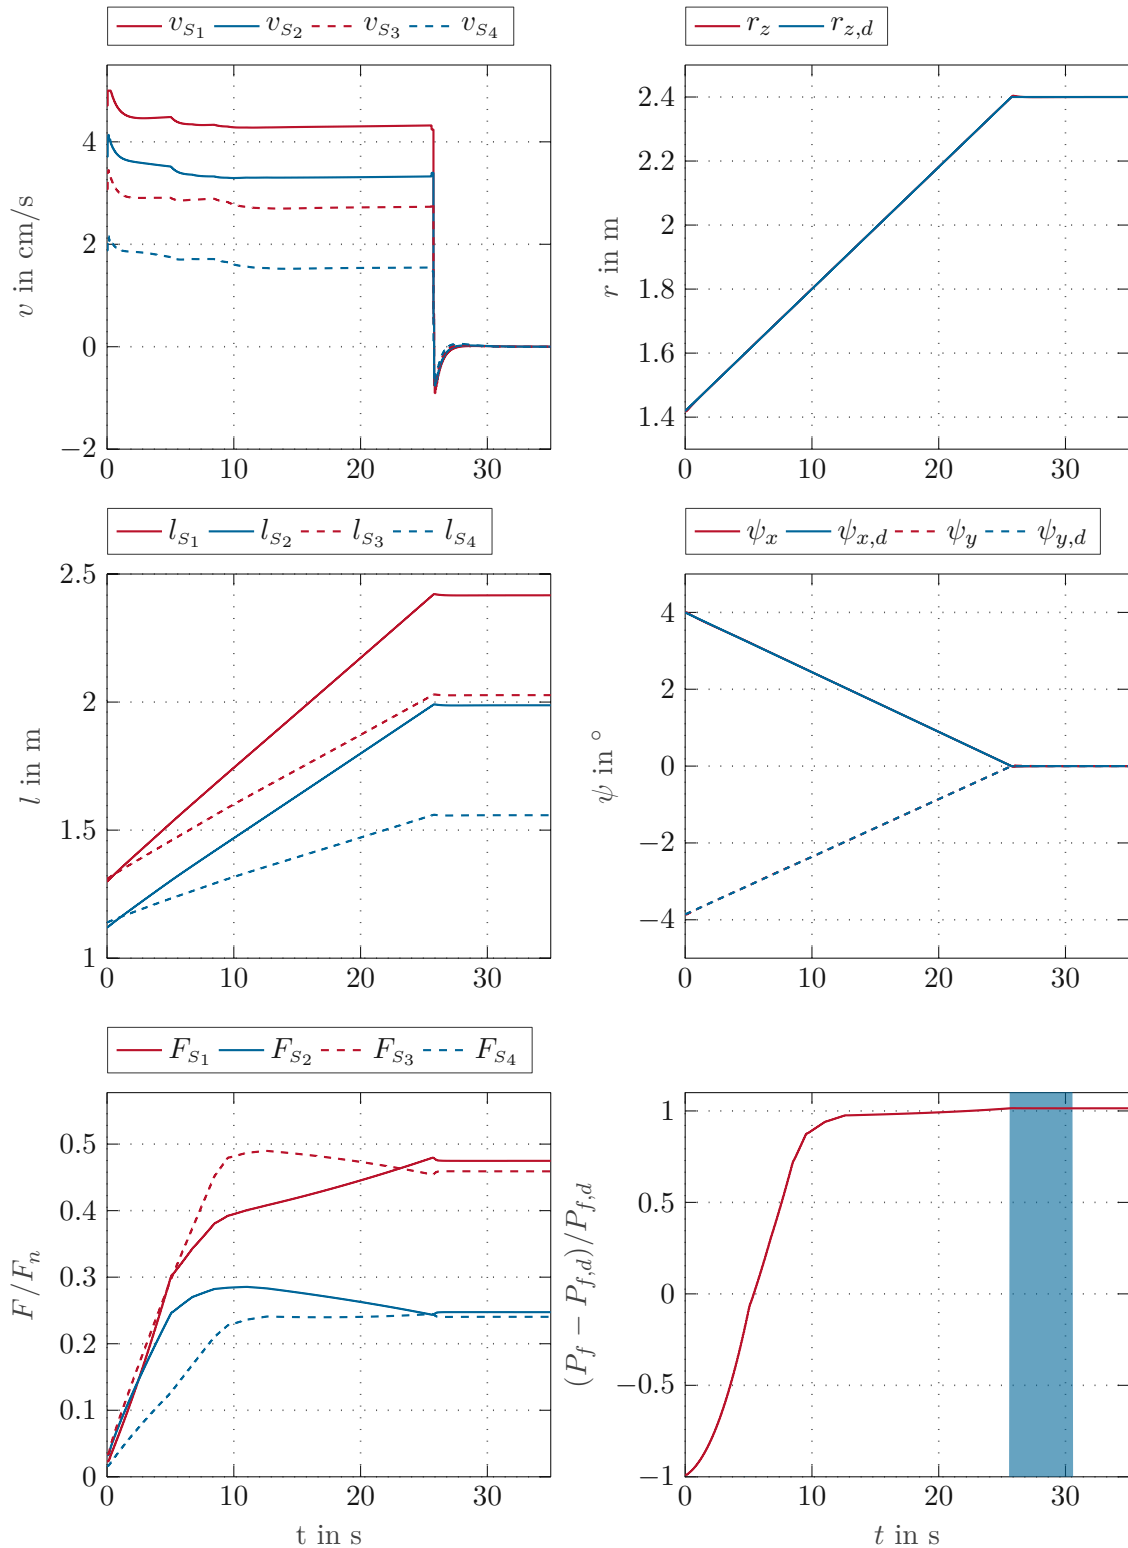 v_{S_1} v_{S_2} v_{S_3} v_{S_4}
4
2
0
−2
0 10 20 30
v in cm/s
r_z r_{z,d}
2.4
2.2
2
1.8
1.6
1.4
0 10 20 30
r in m
l_{S_1} l_{S_2} l_{S_3} l_{S_4}
2.5
2
1.5
1
0 10 20 30
l in m
ψ_x ψ_{x,d} ψ_y ψ_{y,d}
4
2
0
−2
−4
0 10 20 30
ψ in °
F_{S_1} F_{S_2} F_{S_3} F_{S_4}
0.5
0.4
0.3
0.2
0.1
0
0 10 20 30
F/F_n
t in s
1
0.5
0
−0.5
−1
0 10 20 30
(P_f − P_{f,d})/P_{f,d}
t in s